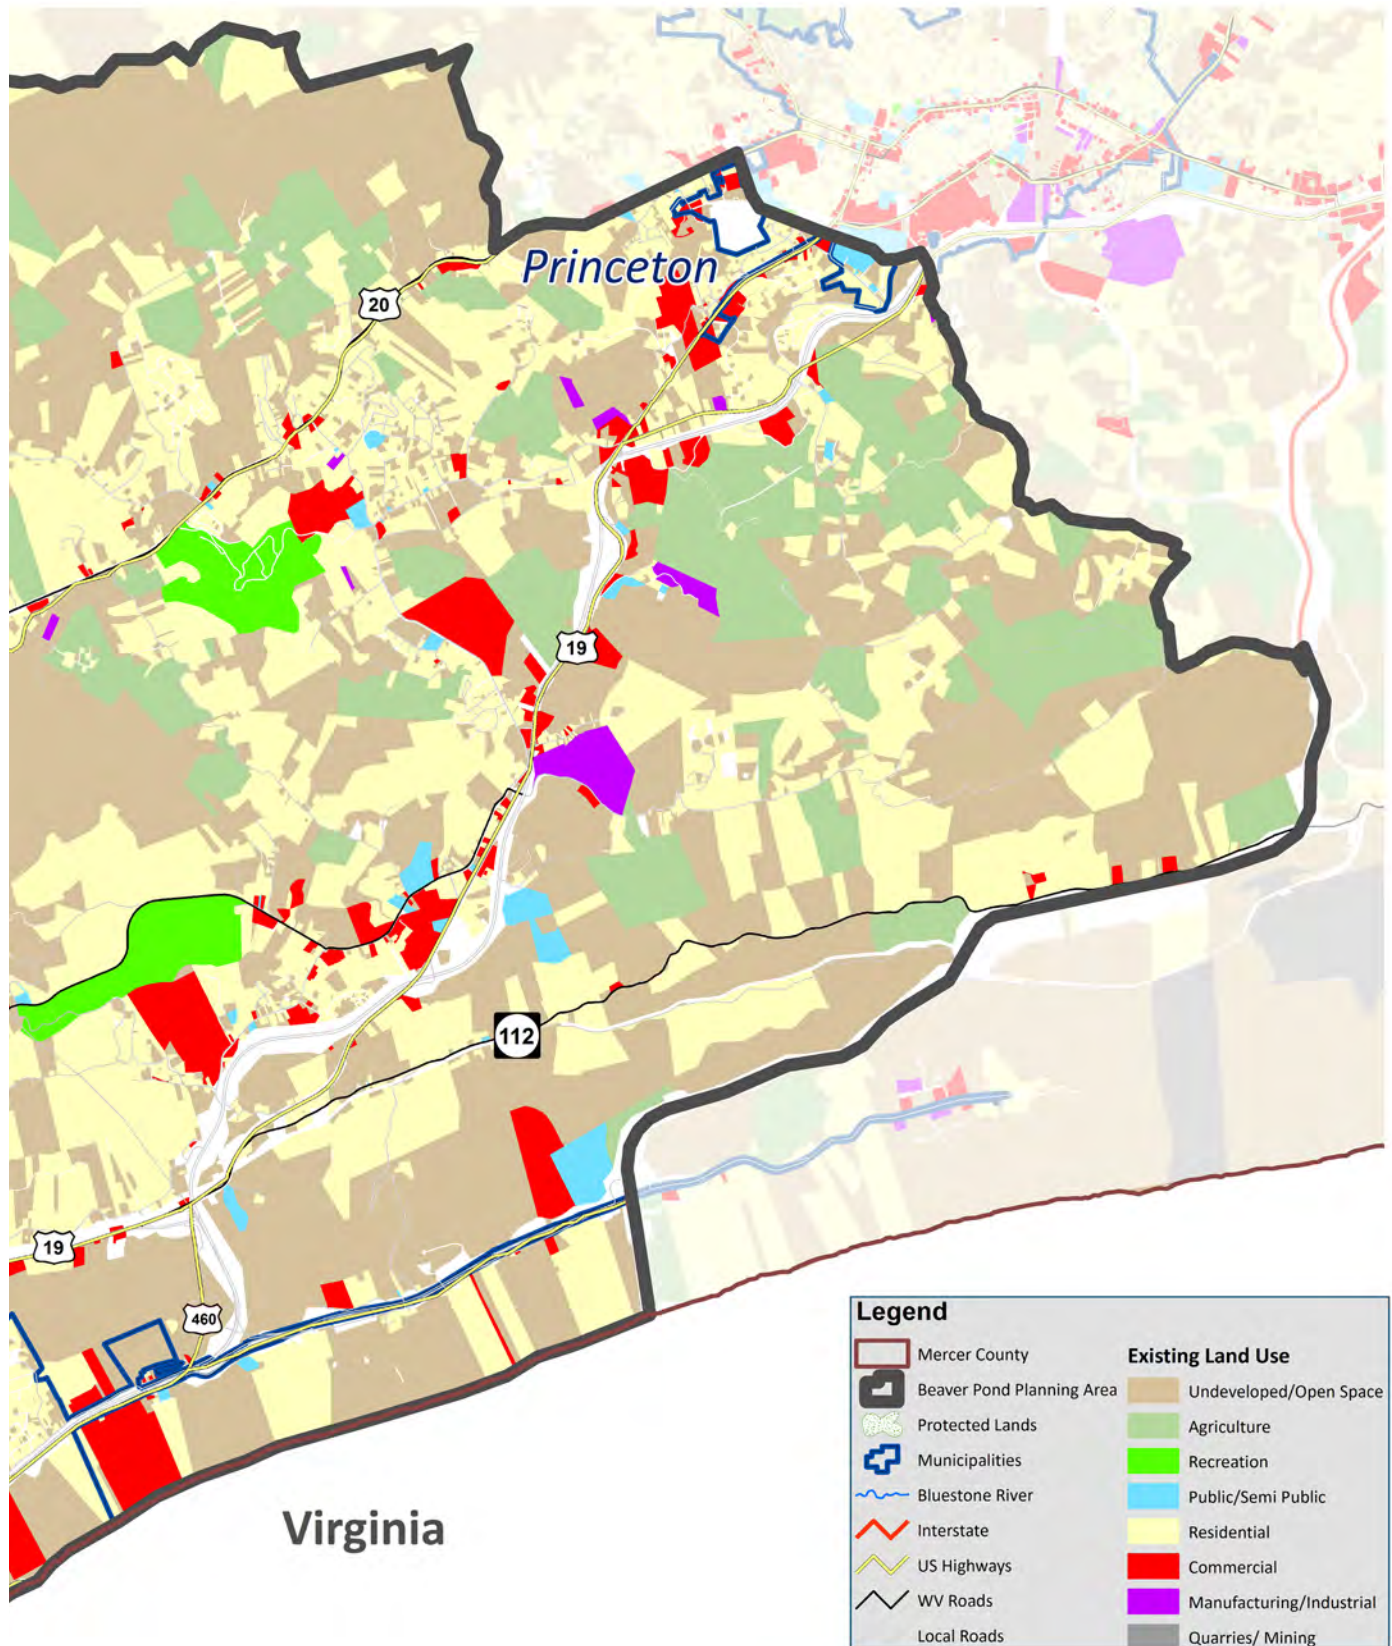 Princeton
20
19
112
19
460
Virginia
Legend
Mercer County
Beaver Pond Planning Area
Protected Lands
Municipalities
Bluestone River
Interstate
US Highways
WV Roads
Local Roads
Existing Land Use
Undeveloped/Open Space
Agriculture
Recreation
Public/Semi Public
Residential
Commercial
Manufacturing/Industrial
Quarries/ Mining